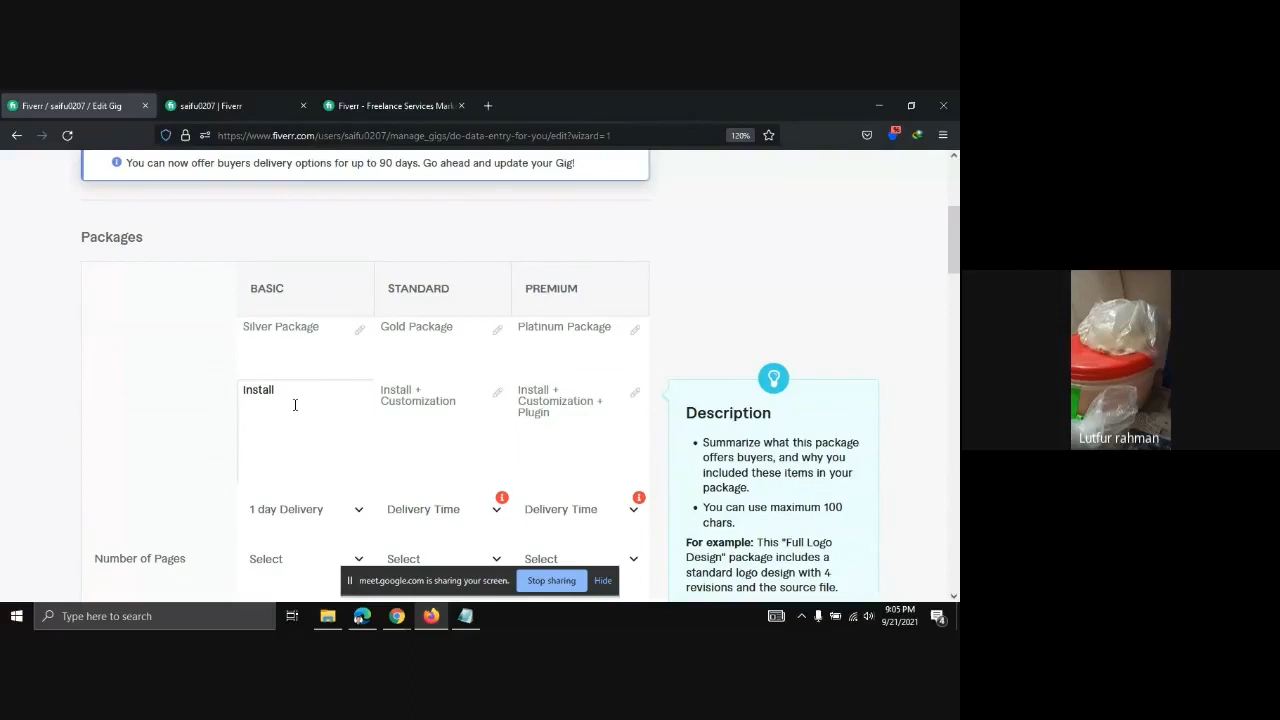 Fiverr / saifu0207 / Edit Gig
saifu0207 | Fiverr
Fiverr - Freelance Services Mark
https://www.fiverr.com/users/saifu0207/manage_gigs/do-data-entry-for-you/edit?wizard=1
120%
You can now offer buyers delivery options for up to 90 days. Go ahead and update your Gig!
Packages
BASIC STANDARD PREMIUM
Silver Package Gold Package Platinum Package
Install
Install +
Customization
Install +
Customization +
Plugin
1 day Delivery Delivery Time Delivery Time
Number of Pages Select Select Select
Description
• Summarize what this package
offers buyers, and why you
included these items in your
package.
• You can use maximum 100
chars.
For example: This "Full Logo
Design" package includes a
standard logo design with 4
revisions and the source file.
meet.google.com is sharing your screen. Stop sharing Hide
Type here to search
9:05 PM
9/21/2021
4
Lutfur rahman